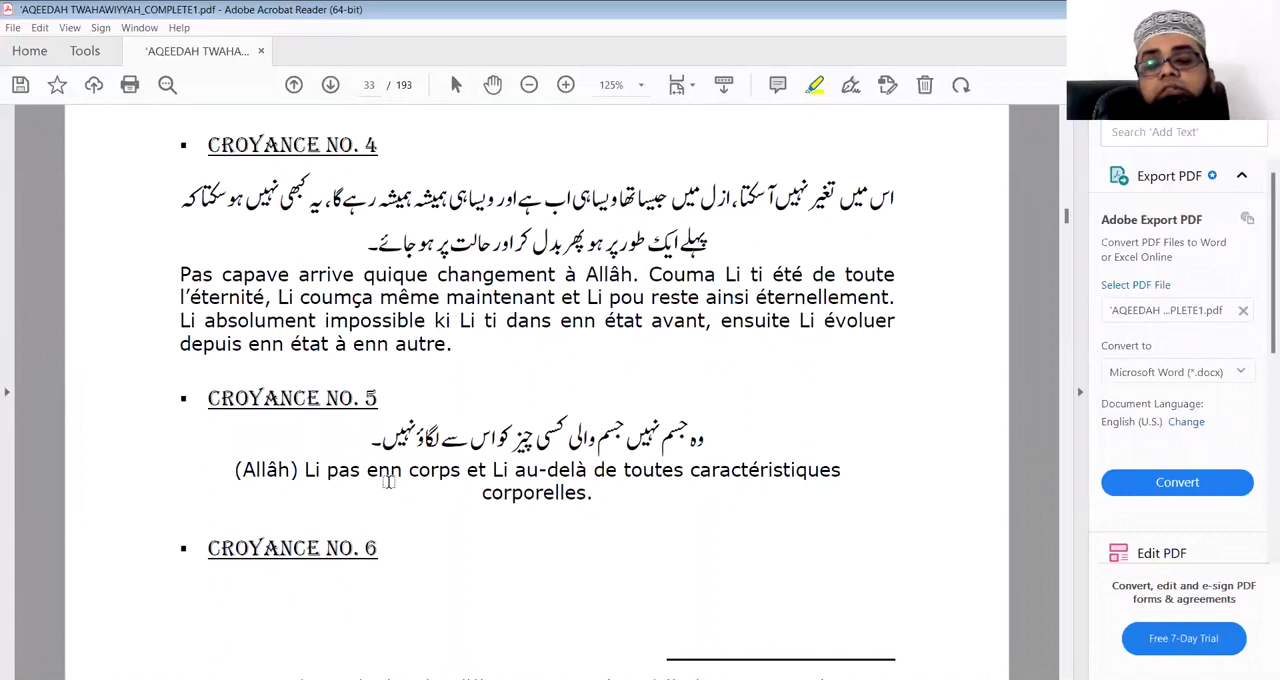 'AQEEDAH TWAHAWIYYAH_COMPLETE1.pdf - Adobe Acrobat Reader (64-bit)
File Edit View Sign Window Help
Home Tools 'AQEEDAH TWAHA... ×
33 / 193 125%
CROYANCE NO. 4
اس میں تغیر نہیں آسکتا، ازل میں جیسا تھا ویسا ہی اب ہے اور ویسا ہی ہمیشہ ہمیشہ رہے گا، یہ کبھی نہیں ہو سکتا کہ
پہلے ایک طور پر ہو پھر بدل کر اور حالت پر ہو جائے۔
Pas capave arrive quique changement à Allâh. Couma Li ti été de toute
l’éternité, Li coumça même maintenant et Li pou reste ainsi éternellement.
Li absolument impossible ki Li ti dans enn état avant, ensuite Li évoluer
depuis enn état à enn autre.
CROYANCE NO. 5
وہ جسم نہیں جسم والی کسی چیز کو اس سے لگاؤ نہیں۔
(Allâh) Li pas enn corps et Li au-delà de toutes caractéristiques
corporelles.
CROYANCE NO. 6
Search 'Add Text'
Export PDF
Adobe Export PDF
Convert PDF Files to Word
or Excel Online
Select PDF File
'AQEEDAH ...PLETE1.pdf ×
Convert to
Microsoft Word (*.docx)
Document Language:
English (U.S.) Change
Convert
Edit PDF
Convert, edit and e-sign PDF
forms & agreements
Free 7-Day Trial